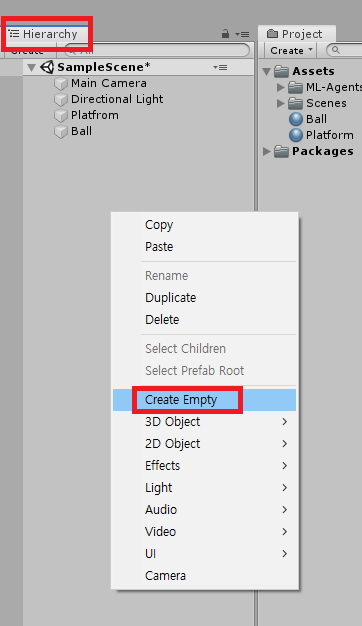 Hierarchy
Create
All
SampleScene*
Main Camera
Directional Light
Platfrom
Ball
Project
Create
Assets
ML-Agents
Scenes
Ball
Platform
Packages
Copy
Paste
Rename
Duplicate
Delete
Select Children
Select Prefab Root
Create Empty
3D Object
2D Object
Effects
Light
Audio
Video
UI
Camera